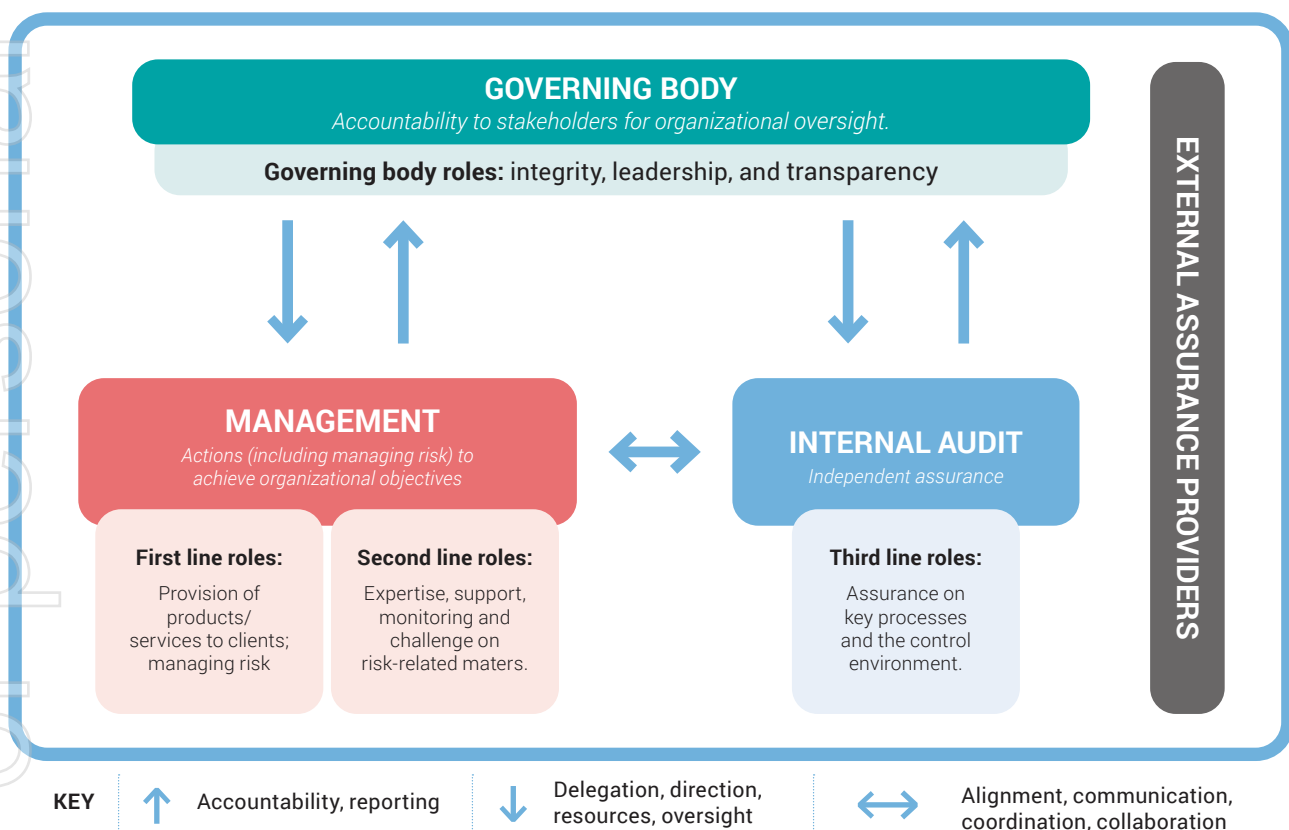 GOVERNING BODY
Accountability to stakeholders for organizational oversight.
Governing body roles: integrity, leadership, and transparency
MANAGEMENT
Actions (including managing risk) to
achieve organizational objectives
INTERNAL AUDIT
Independent assurance
First line roles:
Provision of
products/
services to clients;
managing risk
Second line roles:
Expertise, support,
monitoring and
challenge on
risk-related maters.
Third line roles:
Assurance on
key processes
and the control
environment.
EXTERNAL ASSURANCE PROVIDERS
KEY
Accountability, reporting
Delegation, direction,
resources, oversight
Alignment, communication,
coordination, collaboration